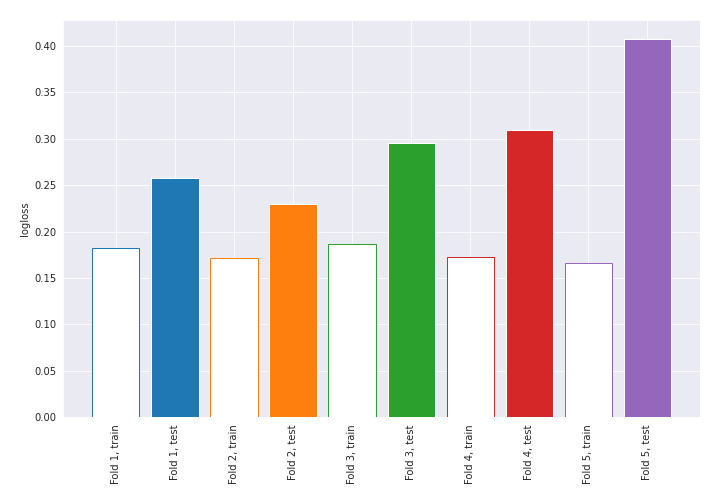 0.40
0.35
0.30
0.25
0.20
0.15
0.10
0.05
0.00
logloss
Fold 1, train
Fold 1, test
Fold 2, train
Fold 2, test
Fold 3, train
Fold 3, test
Fold 4, train
Fold 4, test
Fold 5, train
Fold 5, test